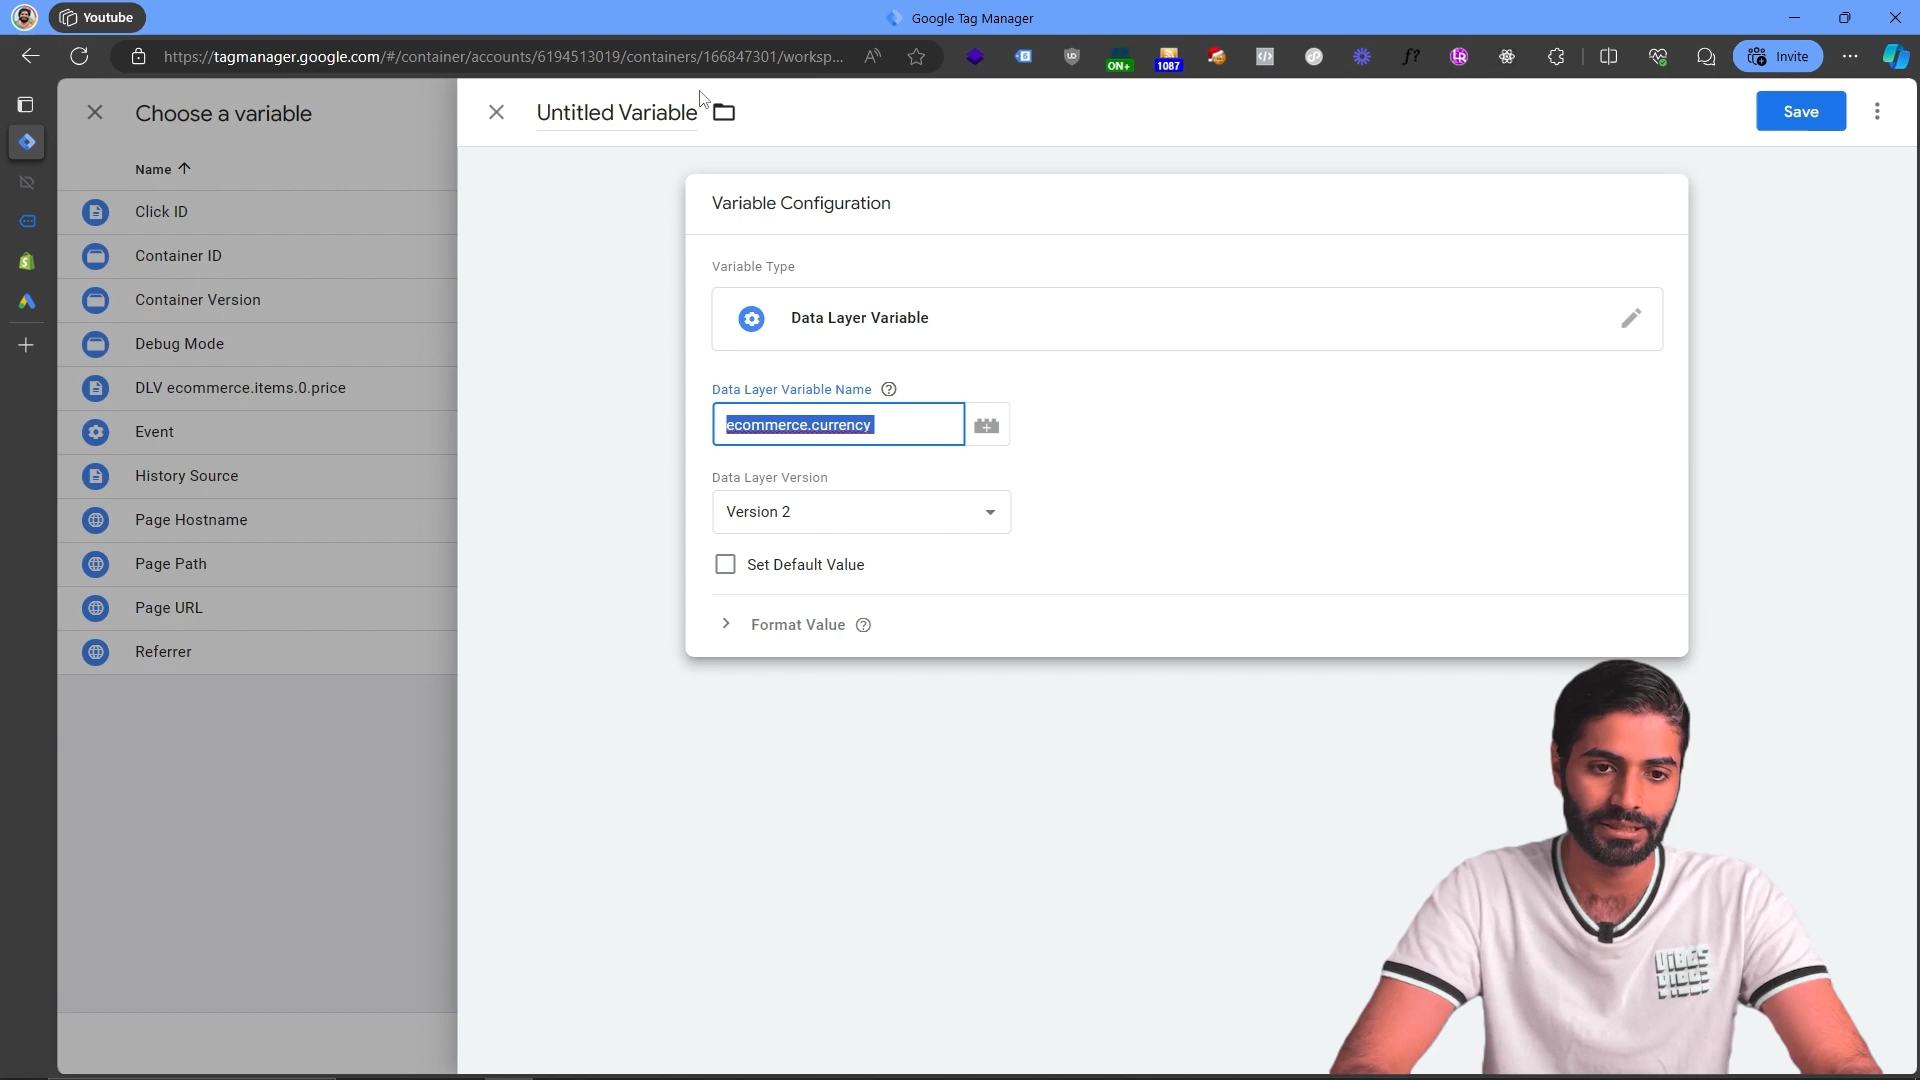 Youtube
Google Tag Manager
https://tagmanager.google.com/#/container/accounts/6194513019/containers/166847301/worksp...
ON+
1087
Invite
Choose a variable
Name
Click ID
Container ID
Container Version
Debug Mode
DLV ecommerce.items.0.price
Event
History Source
Page Hostname
Page Path
Page URL
Referrer
Untitled Variable
Save
Variable Configuration
Variable Type
Data Layer Variable
Data Layer Variable Name
ecommerce.currency
Data Layer Version
Version 2
Set Default Value
Format Value
VIBES